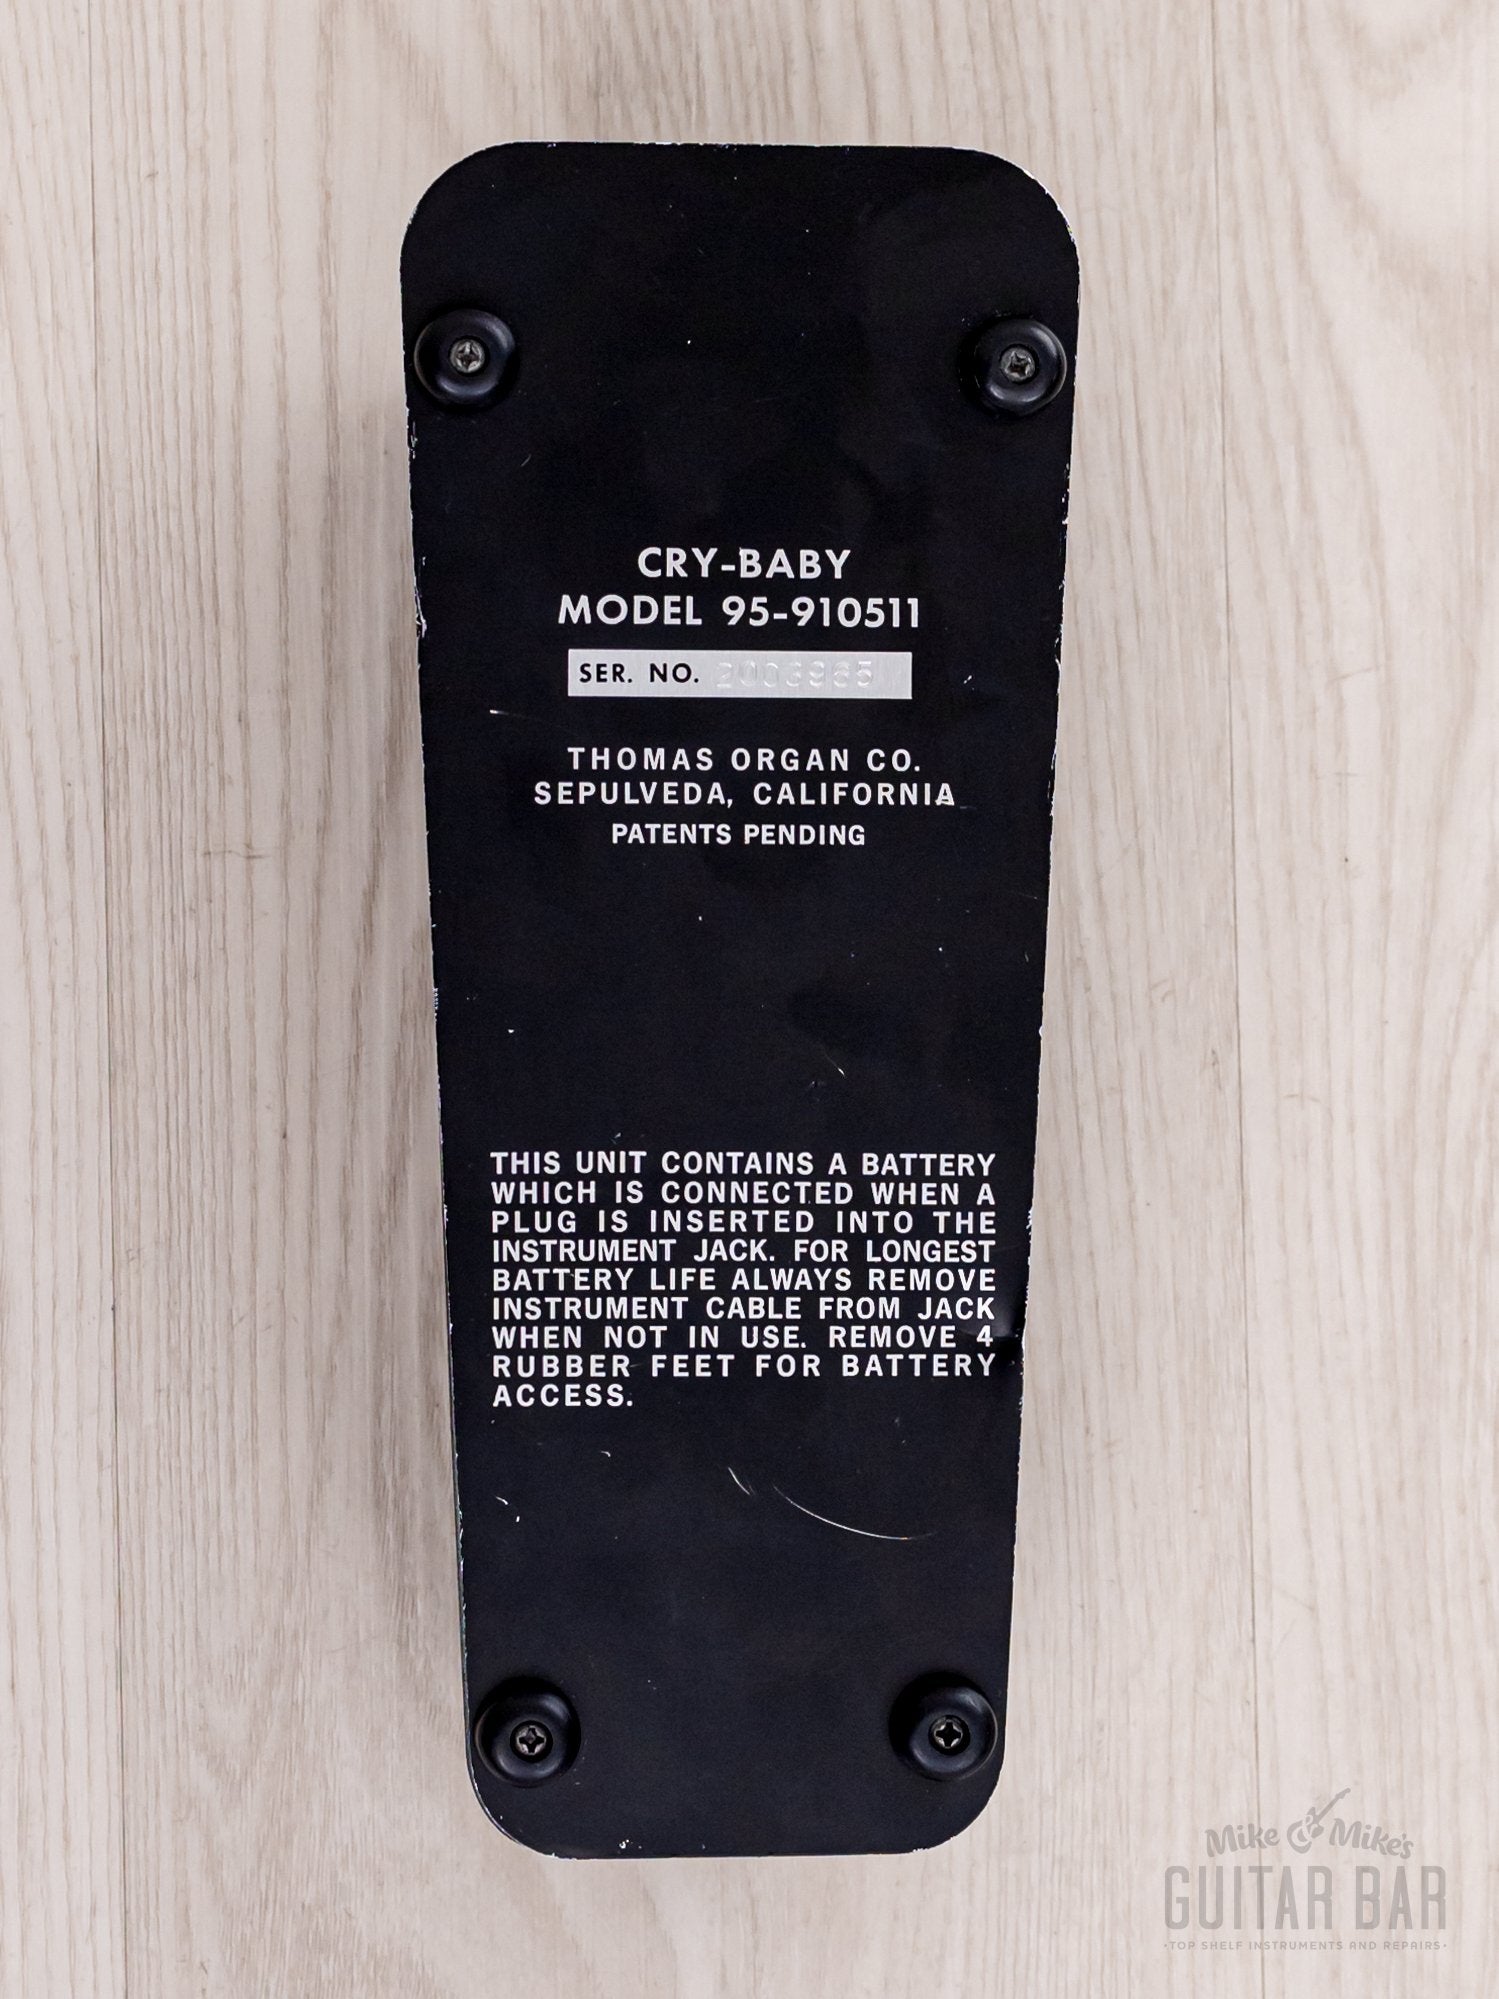 CRY-BABY
MODEL 95-910511
SER. NO. 2003965
THOMAS ORGAN CO.
SEPULVEDA, CALIFORNIA
PATENTS PENDING
THIS UNIT CONTAINS A BATTERY
WHICH IS CONNECTED WHEN A
PLUG IS INSERTED INTO THE
INSTRUMENT JACK. FOR LONGEST
BATTERY LIFE ALWAYS REMOVE
INSTRUMENT CABLE FROM JACK
WHEN NOT IN USE. REMOVE 4
RUBBER FEET FOR BATTERY
ACCESS.
Mike & Mike's
GUITAR BAR
·TOP SHELF INSTRUMENTS AND REPAIRS·